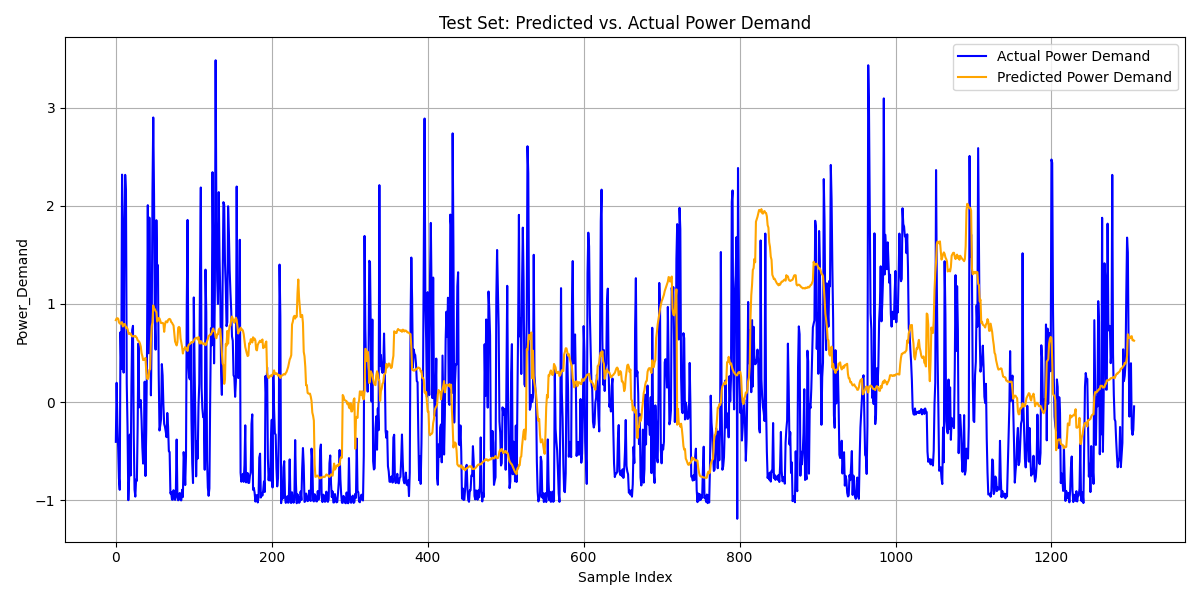 Test Set: Predicted vs. Actual Power Demand
Actual Power Demand
Predicted Power Demand
Power_Demand
3
2
1
0
−1
0 200 400 600 800 1000 1200
Sample Index